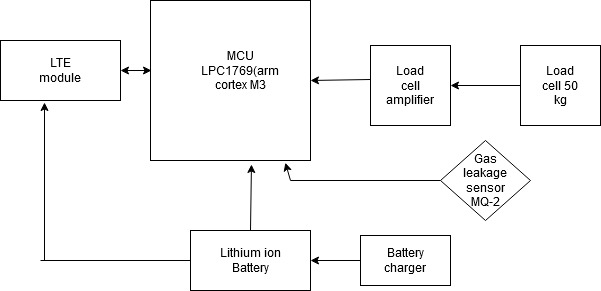 LTE
module
MCU
LPC1769(arm
cortex M3
Load
cell
amplifier
Load
cell 50
kg
Gas
leakage
sensor
MQ-2
Lithium ion
Battery
Battery
charger